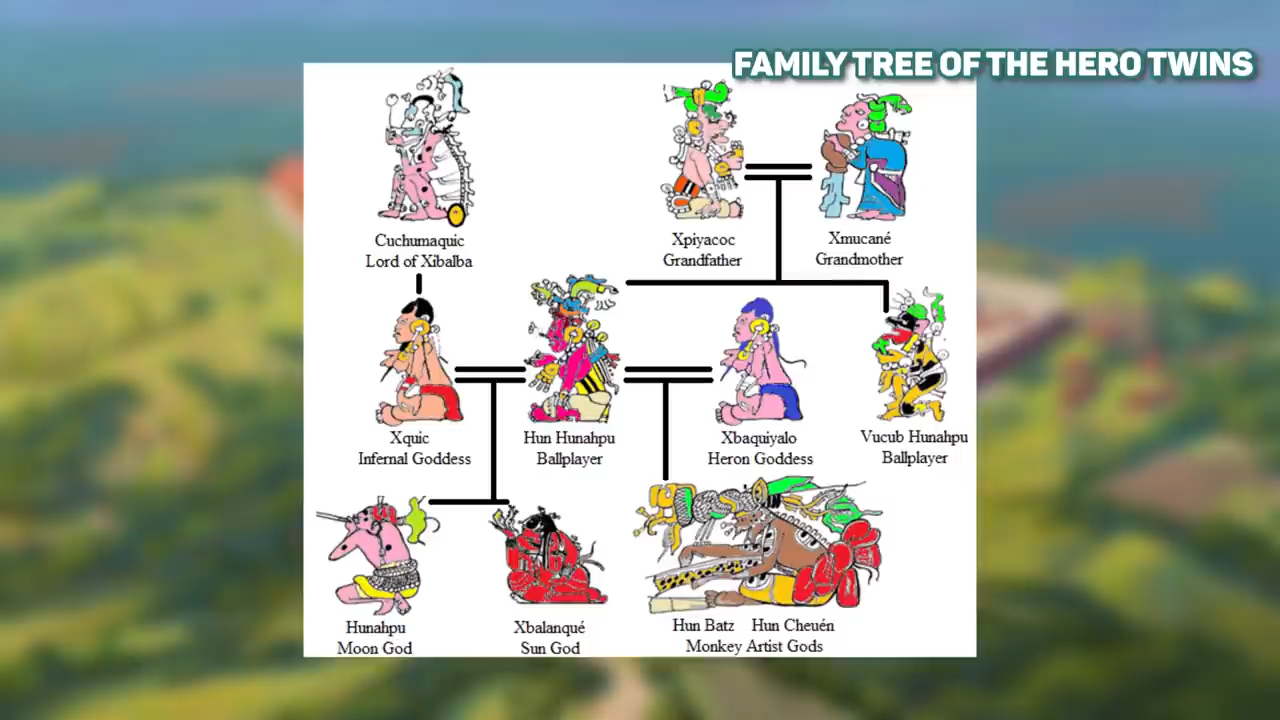 FAMILY TREE OF THE HERO TWINS
Cuchumaquic
Lord of Xibalba
Xpiyacoc
Grandfather
Xmucané
Grandmother
Xquic
Infernal Goddess
Hun Hunahpu
Ballplayer
Xbaquiyalo
Heron Goddess
Vucub Hunahpu
Ballplayer
Hunahpu
Moon God
Xbalanqué
Sun God
Hun Batz Hun Cheuén
Monkey Artist Gods